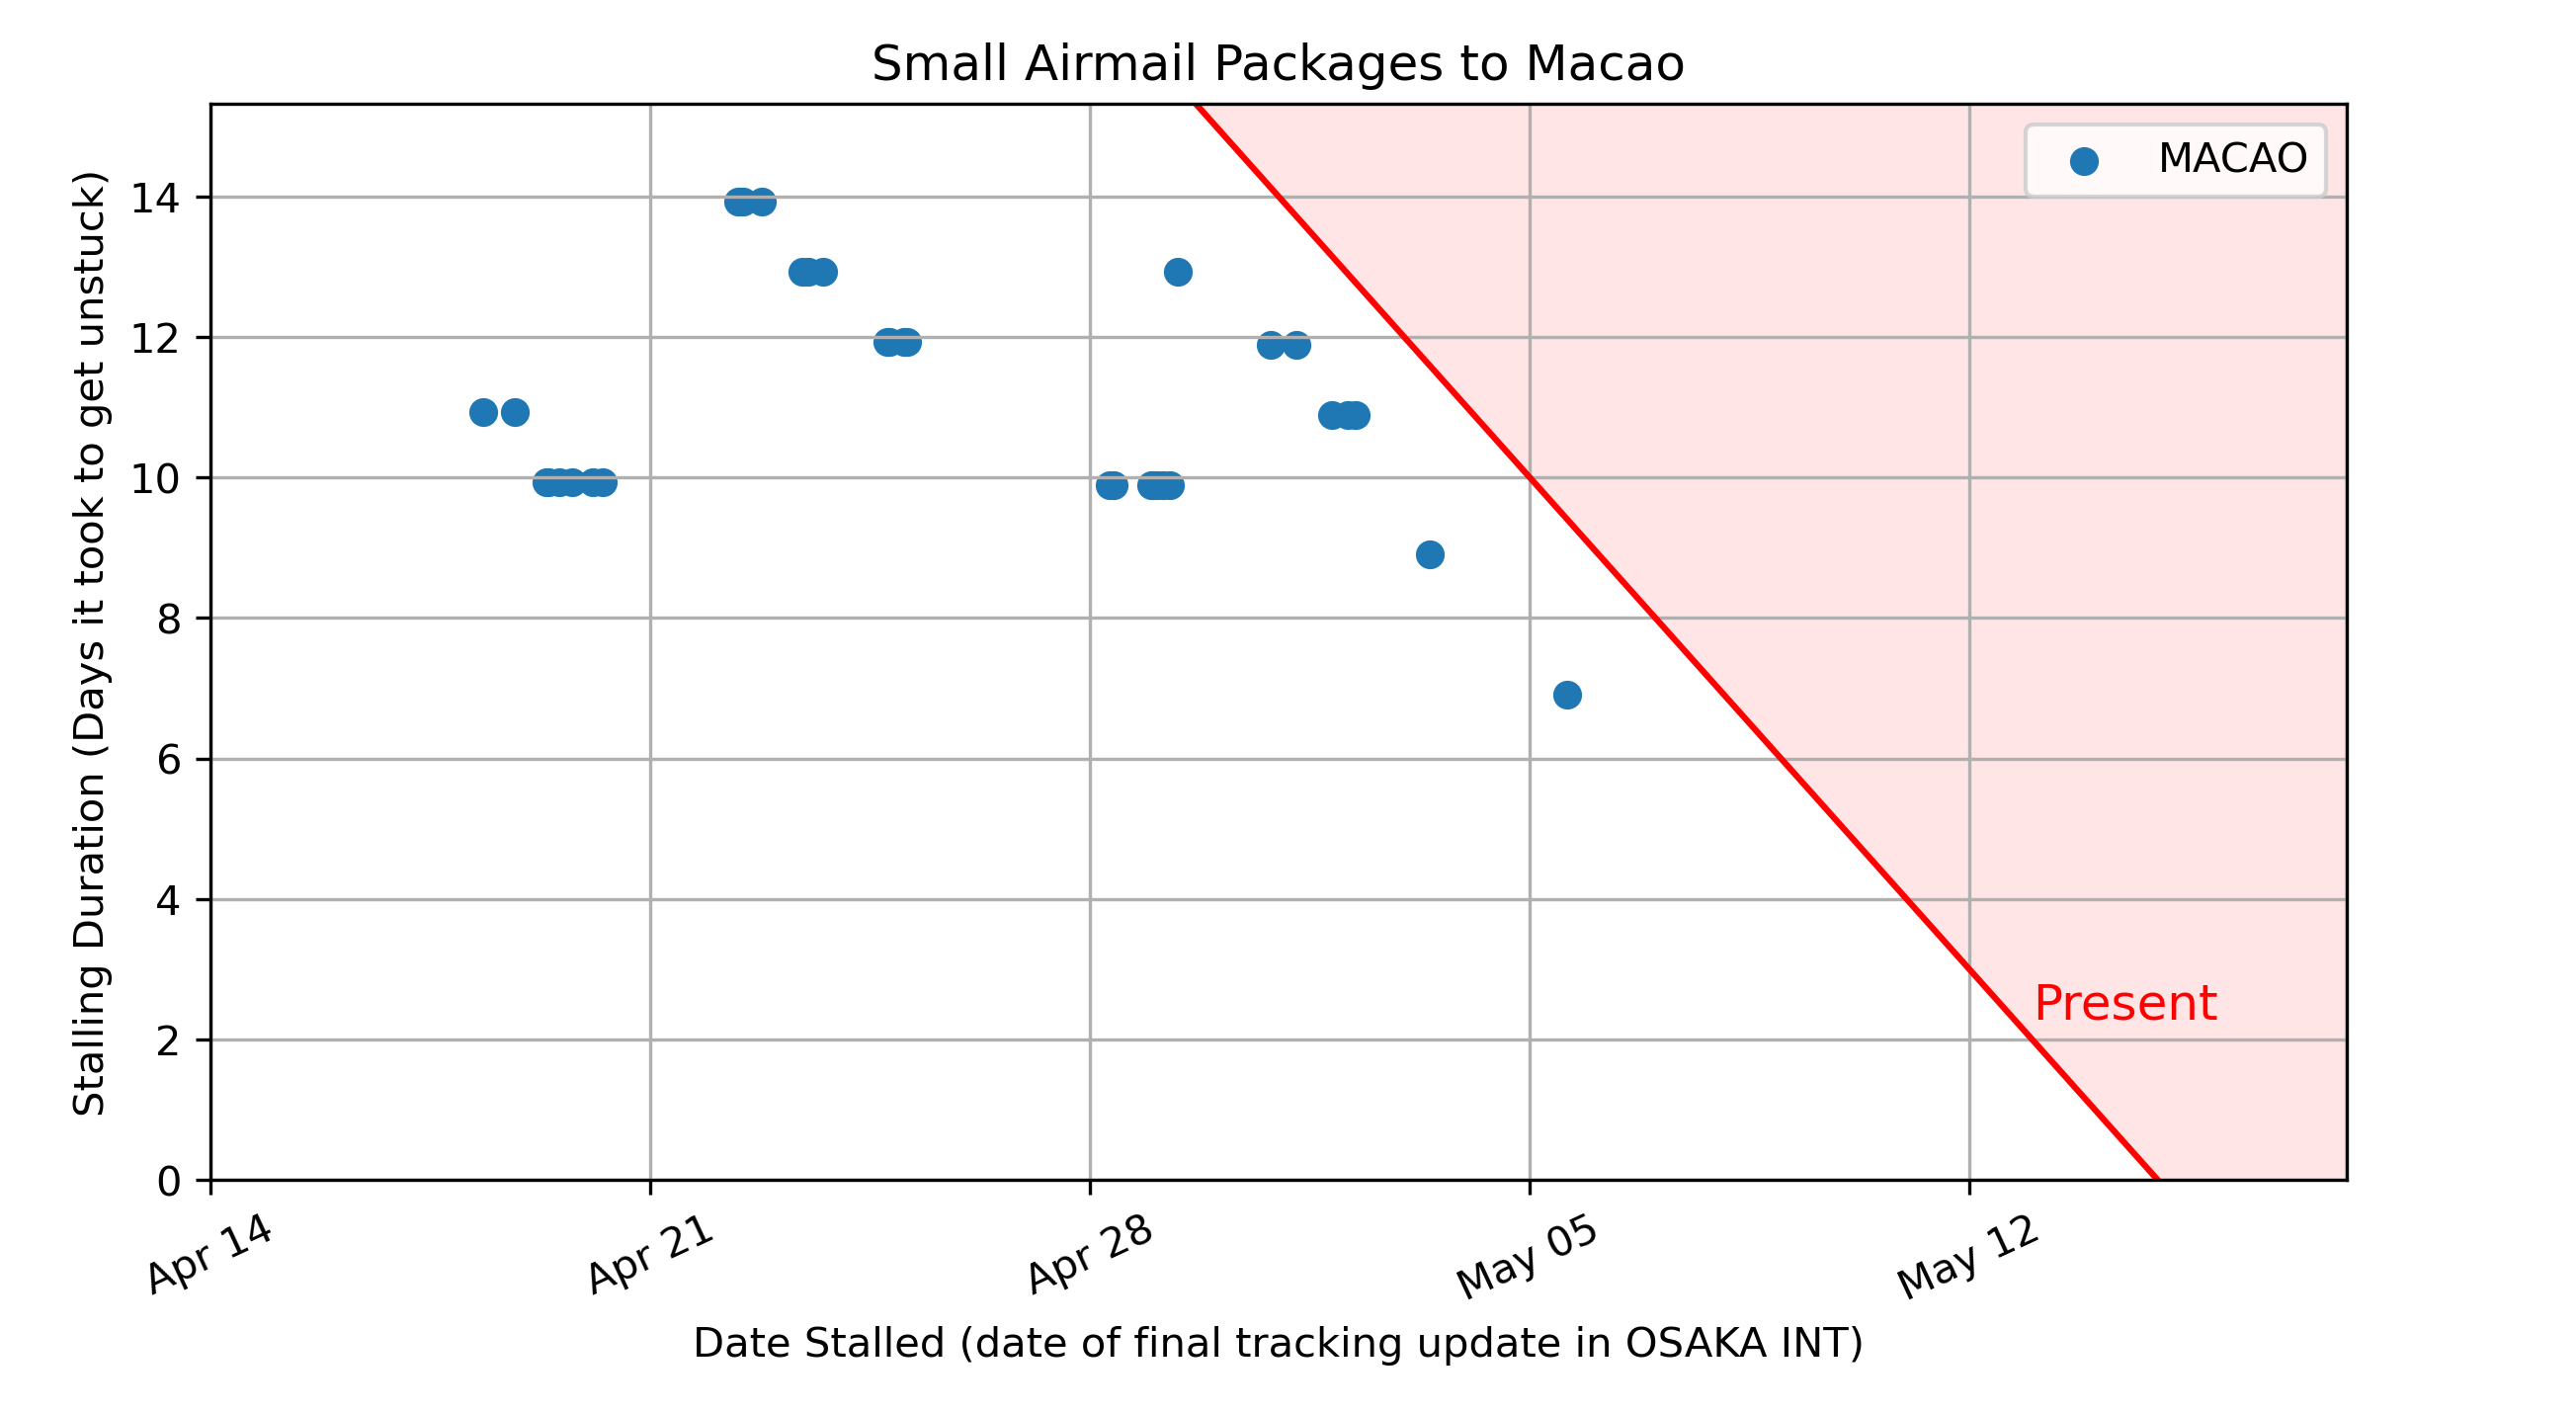 Small Airmail Packages to Macao
MACAO
Stalling Duration (Days it took to get unstuck)
14
12
10
8
6
4
2
0
Present
Apr 14
Apr 21
Apr 28
May 05
May 12
Date Stalled (date of final tracking update in OSAKA INT)